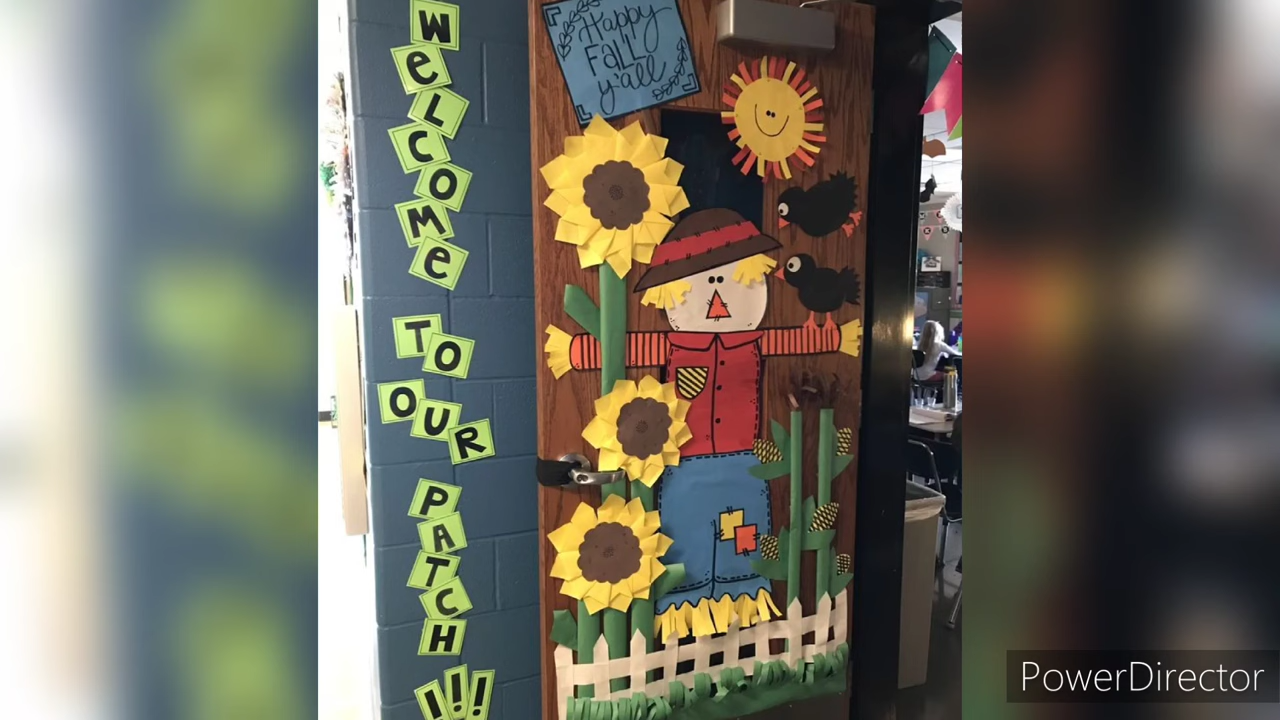 WeLCOMe
TO
OUR
PATCH
!!!
Happy
FALL
y'all
PowerDirector